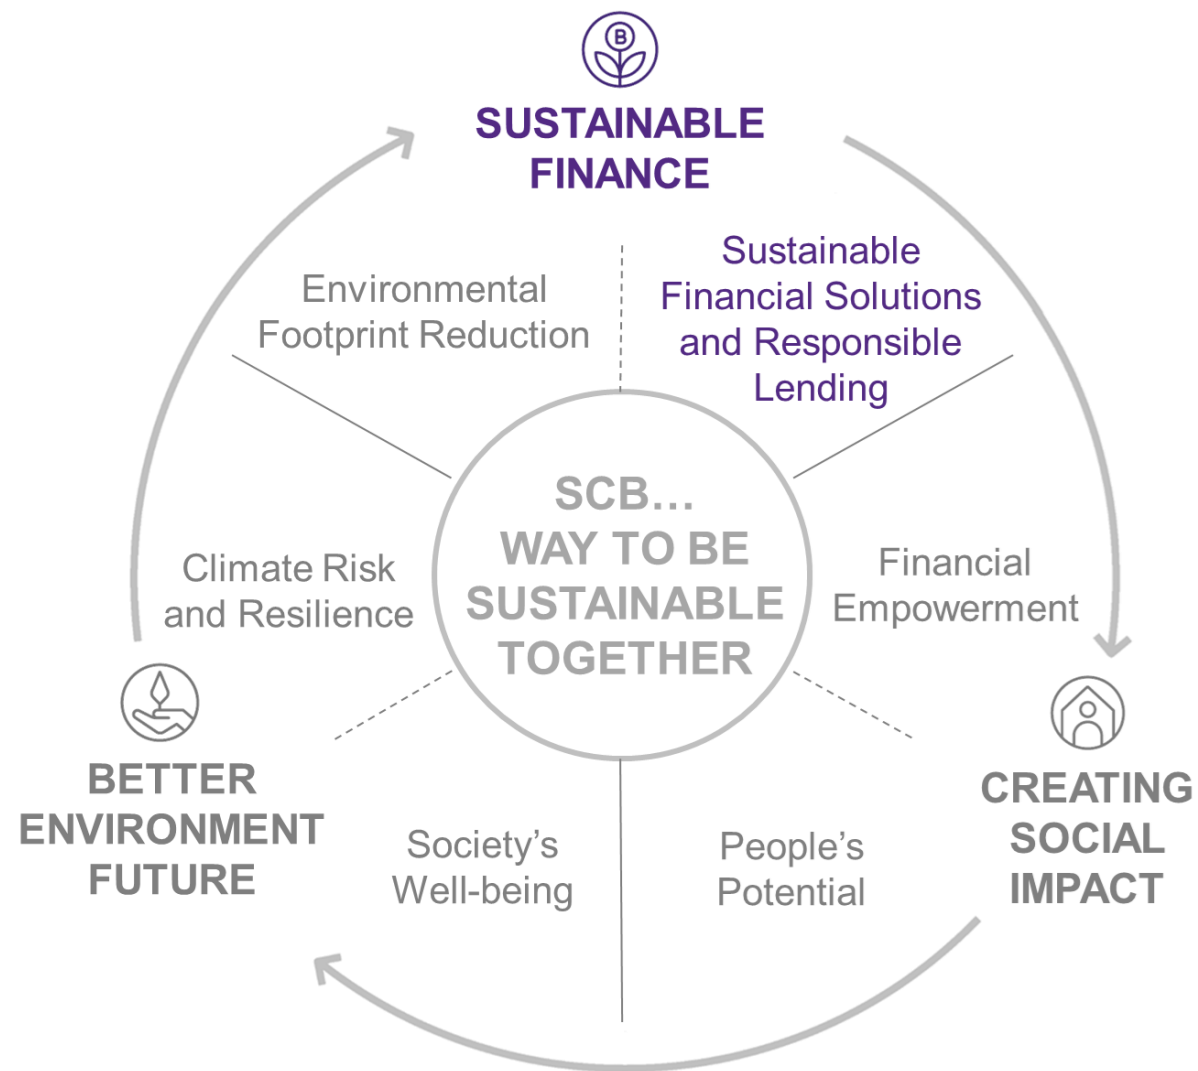 B
SUSTAINABLE
FINANCE
Sustainable
Financial Solutions
and Responsible
Lending
Environmental
Footprint Reduction
SCB…
WAY TO BE
SUSTAINABLE
TOGETHER
Climate Risk
and Resilience
Financial
Empowerment
BETTER
ENVIRONMENT
FUTURE
CREATING
SOCIAL
IMPACT
Society’s
Well-being
People’s
Potential